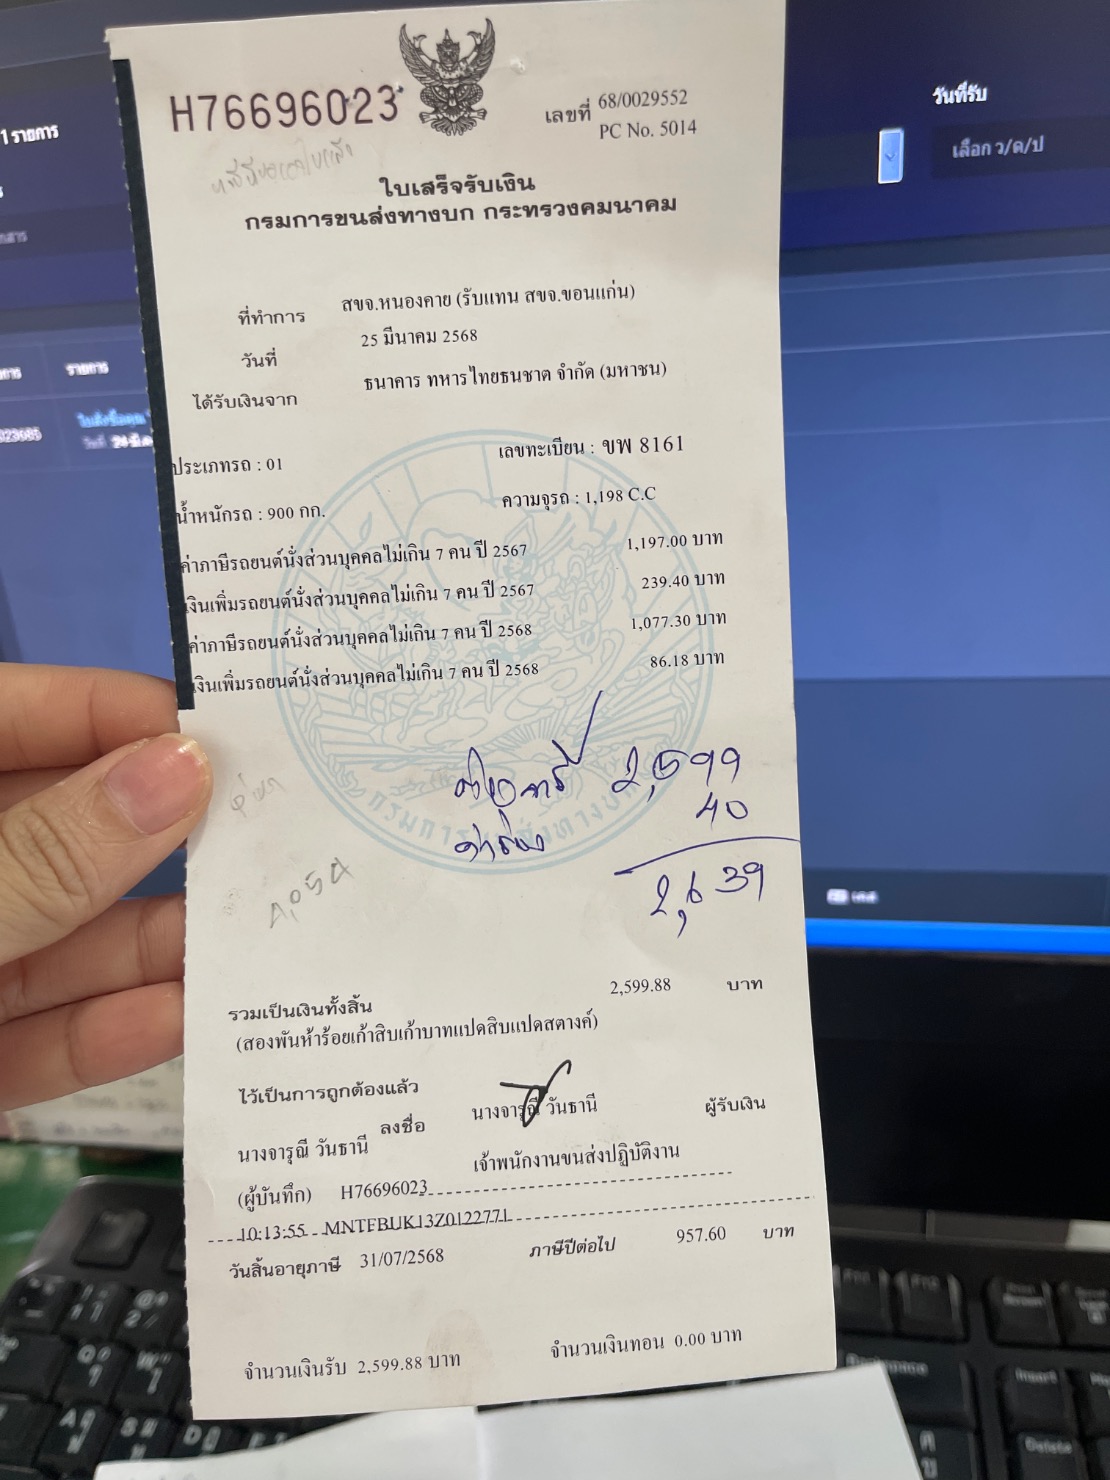 H76696023
เลขที่ 68/0029552
PC No. 5014
ใบเสร็จรับเงิน
กรมการขนส่งทางบก กระทรวงคมนาคม
ที่ทำการ สขจ.หนองคาย (รับแทน สขจ.ขอนแก่น)
วันที่ 25 มีนาคม 2568
ได้รับเงินจาก ธนาคาร ทหารไทยธนชาต จำกัด (มหาชน)
ประเภทรถ : 01 เลขทะเบียน : ขพ 8161
น้ำหนักรถ : 900 กก. ความจุรถ : 1,198 C.C
ค่าภาษีรถยนต์นั่งส่วนบุคคลไม่เกิน 7 คน ปี 2567 1,197.00 บาท
เงินเพิ่มรถยนต์นั่งส่วนบุคคลไม่เกิน 7 คน ปี 2567 239.40 บาท
ค่าภาษีรถยนต์นั่งส่วนบุคคลไม่เกิน 7 คน ปี 2568 1,077.30 บาท
เงินเพิ่มรถยนต์นั่งส่วนบุคคลไม่เกิน 7 คน ปี 2568 86.18 บาท
2,599
40
2,639
รวมเป็นเงินทั้งสิ้น 2,599.88 บาท
(สองพันห้าร้อยเก้าสิบเก้าบาทแปดสิบแปดสตางค์)
ไว้เป็นการถูกต้องแล้ว
ลงชื่อ นางจารุณี วันธานี ผู้รับเงิน
นางจารุณี วันธานี เจ้าพนักงานขนส่งปฏิบัติงาน
(ผู้บันทึก) H76696023
10:13:55 MNTFBUK13Z0122771
วันสิ้นอายุภาษี 31/07/2568 ภาษีปีต่อไป 957.60 บาท
จำนวนเงินรับ 2,599.88 บาท จำนวนเงินทอน 0.00 บาท
1 รายการ
วันที่รับ
เลือก ว/ด/ป
รายการ